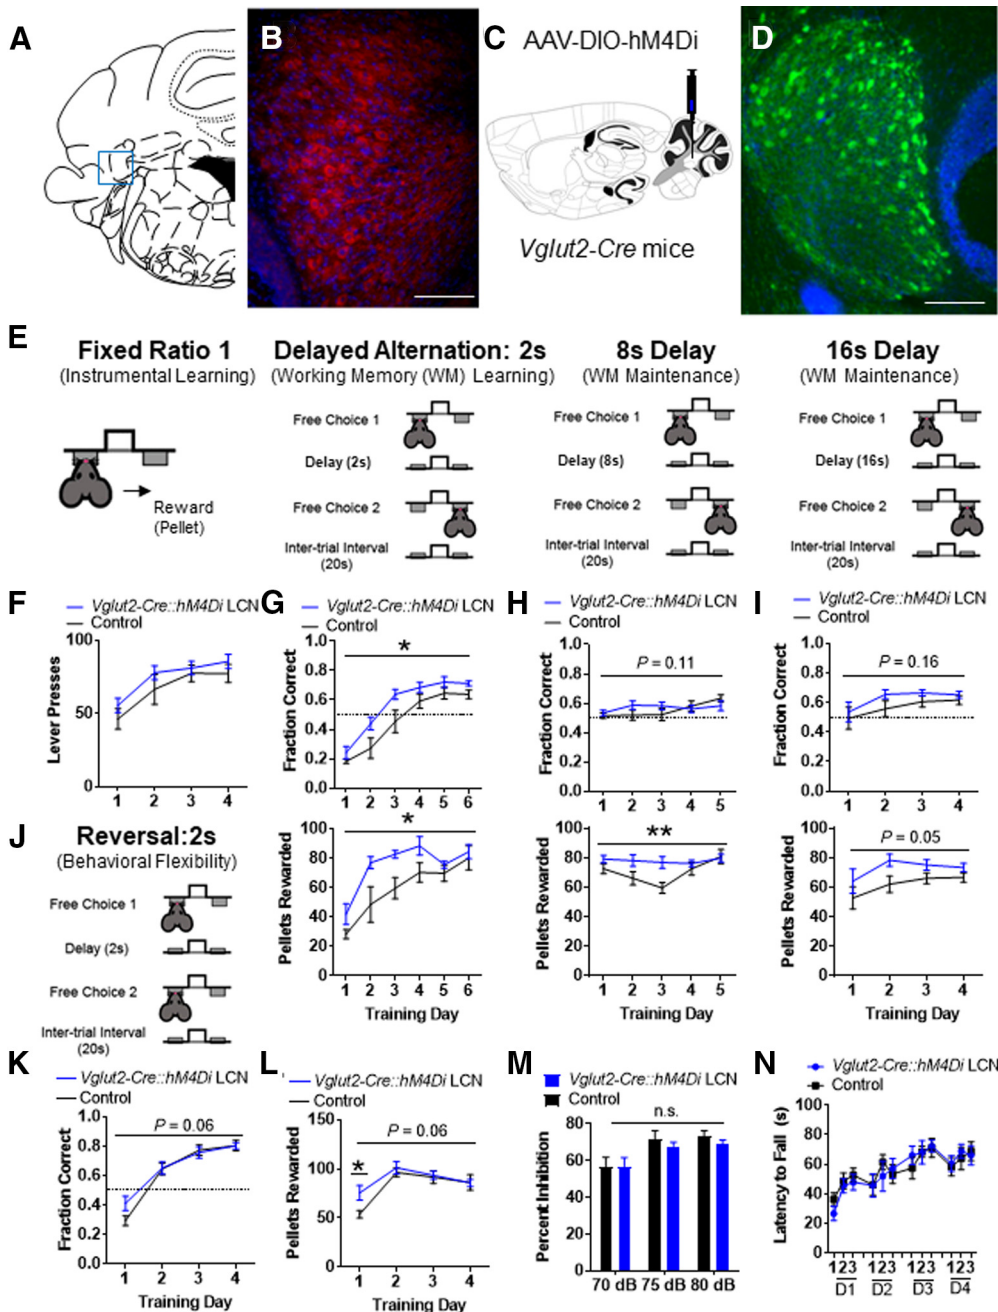 A
B
C
D
AAV-DIO-hM4Di
Vglut2-Cre mice
E
Fixed Ratio 1
(Instrumental Learning)
Reward
(Pellet)
Delayed Alternation: 2s
(Working Memory (WM) Learning)
Free Choice 1
Delay (2s)
Free Choice 2
Inter-trial Interval
(20s)
8s Delay
(WM Maintenance)
Free Choice 1
Delay (8s)
Free Choice 2
Inter-trial Interval
(20s)
16s Delay
(WM Maintenance)
Free Choice 1
Delay (16s)
Free Choice 2
Inter-trial Interval
(20s)
F
Vglut2-Cre::hM4Di LCN
Control
Lever Presses
100
50
0
1 2 3 4
G
Vglut2-Cre::hM4Di LCN
Control
Fraction Correct
1.0
0.8
0.6
0.4
0.2
0.0
*
1 2 3 4 5 6
Pellets Rewarded
100
80
60
40
20
0
*
1 2 3 4 5 6
Training Day
H
Vglut2-Cre::hM4Di LCN
Control
Fraction Correct
1.0
0.8
0.6
0.4
0.2
0.0
P = 0.11
1 2 3 4 5
Pellets Rewarded
100
80
60
40
20
0
**
1 2 3 4 5
Training Day
I
Vglut2-Cre::hM4Di LCN
Control
Fraction Correct
1.0
0.8
0.6
0.4
0.2
0.0
P = 0.16
1 2 3 4
Pellets Rewarded
100
80
60
40
20
0
P = 0.05
1 2 3 4
Training Day
J
Reversal:2s
(Behavioral Flexibility)
Free Choice 1
Delay (2s)
Free Choice 2
Inter-trial Interval
(20s)
K
Vglut2-Cre::hM4Di LCN
Control
Fraction Correct
1.0
0.8
0.6
0.4
0.2
0.0
P = 0.06
1 2 3 4
Training Day
L
Vglut2-Cre::hM4Di LCN
Control
Pellets Rewarded
150
100
50
0
P = 0.06
*
1 2 3 4
Training Day
M
Vglut2-Cre::hM4Di LCN
Control
Percent Inhibition
80
60
40
20
0
n.s.
70 dB 75 dB 80 dB
N
Vglut2-Cre::hM4Di LCN
Control
Latency to Fall (s)
100
80
60
40
20
0
123 123 123 123
D1 D2 D3 D4